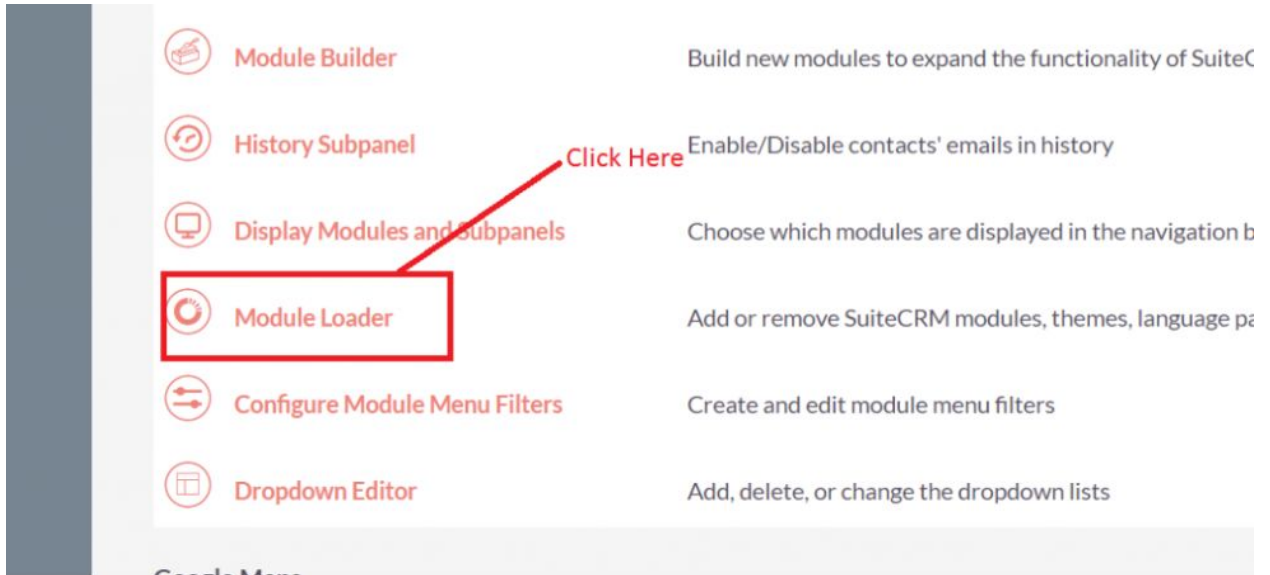 Module Builder
Build new modules to expand the functionality of Suite
History Subpanel
Click Here
Enable/Disable contacts' emails in history
Display Modules and Subpanels
Choose which modules are displayed in the navigation b
Module Loader
Add or remove SuiteCRM modules, themes, language pa
Configure Module Menu Filters
Create and edit module menu filters
Dropdown Editor
Add, delete, or change the dropdown lists
Google Maps